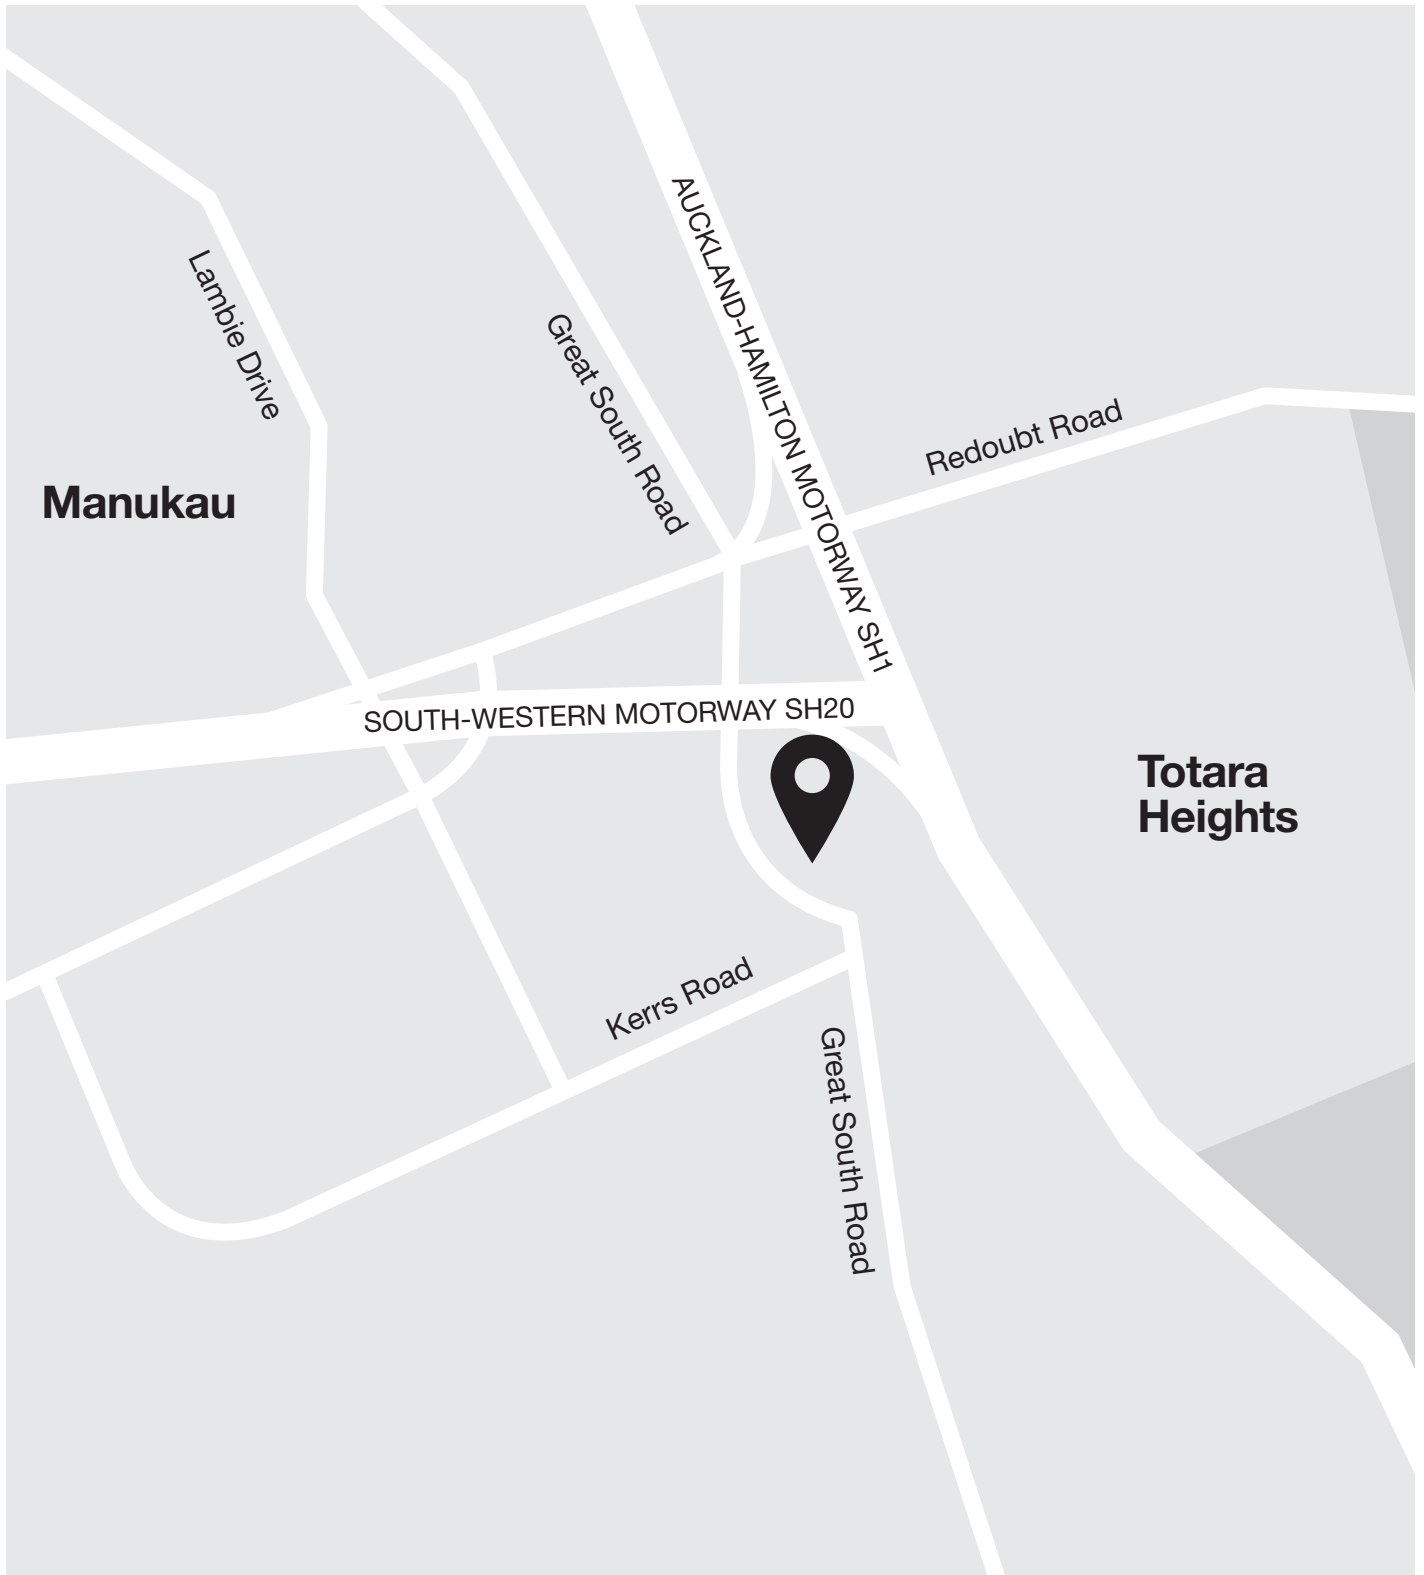 AUCKLAND-HAMILTON MOTORWAY SH1
Lambie Drive
Great South Road
Redoubt Road
Manukau
SOUTH-WESTERN MOTORWAY SH20
Totara
Heights
Kerrs Road
Great South Road